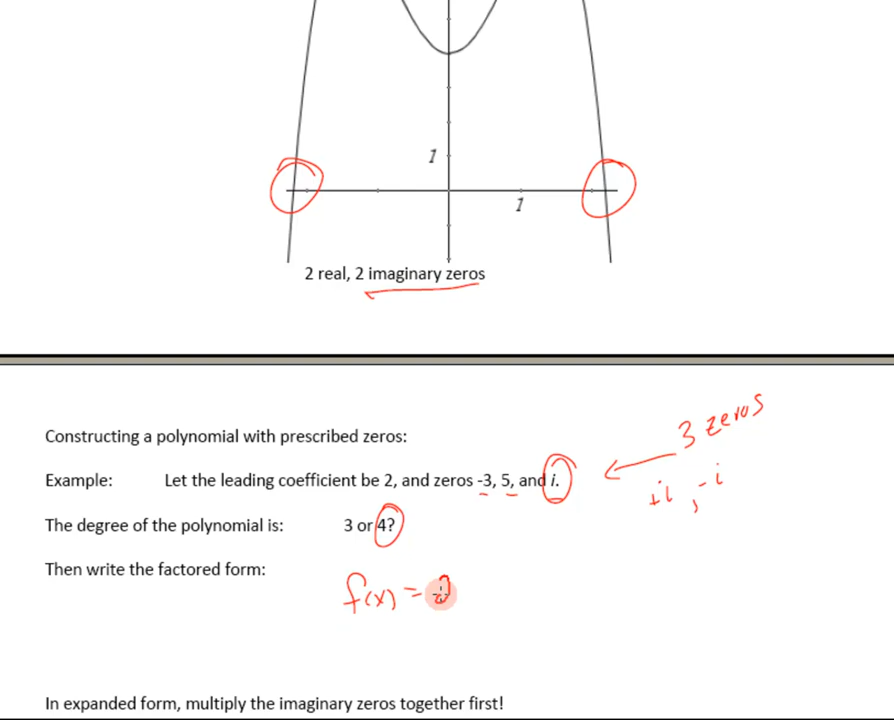 1
1
2 real, 2 imaginary zeros
Constructing a polynomial with prescribed zeros:
3 zeros
Example: Let the leading coefficient be 2, and zeros -3, 5, and i.
+i, -i
The degree of the polynomial is: 3 or 4?
Then write the factored form:
f(x) = 2
In expanded form, multiply the imaginary zeros together first!